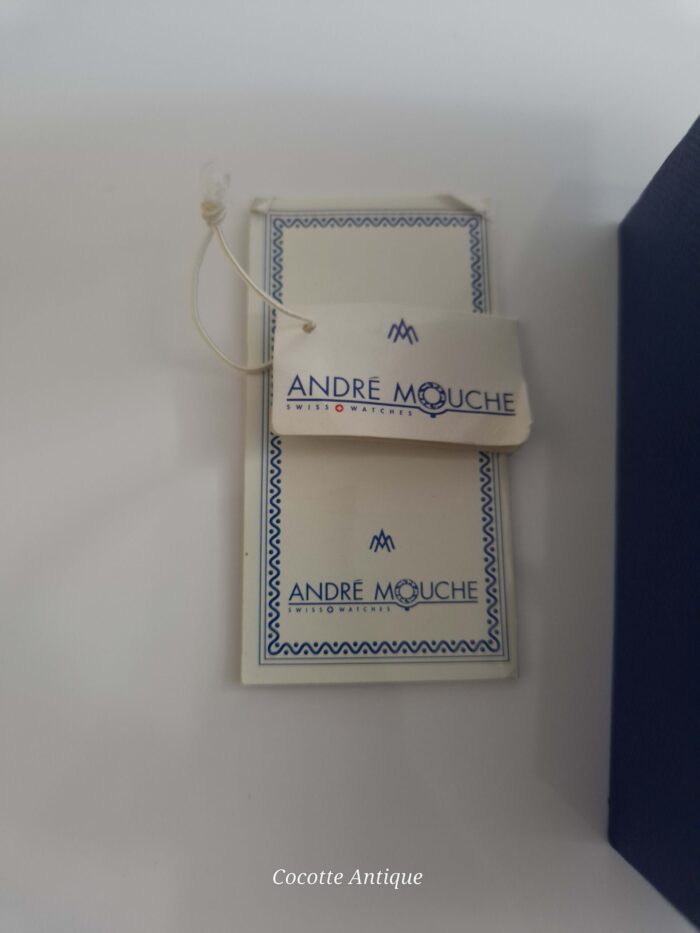 ANDRÉ MOUCHE
SWISS WATCHES
ANDRÉ MOUCHE
SWISS WATCHES
Cocotte Antique